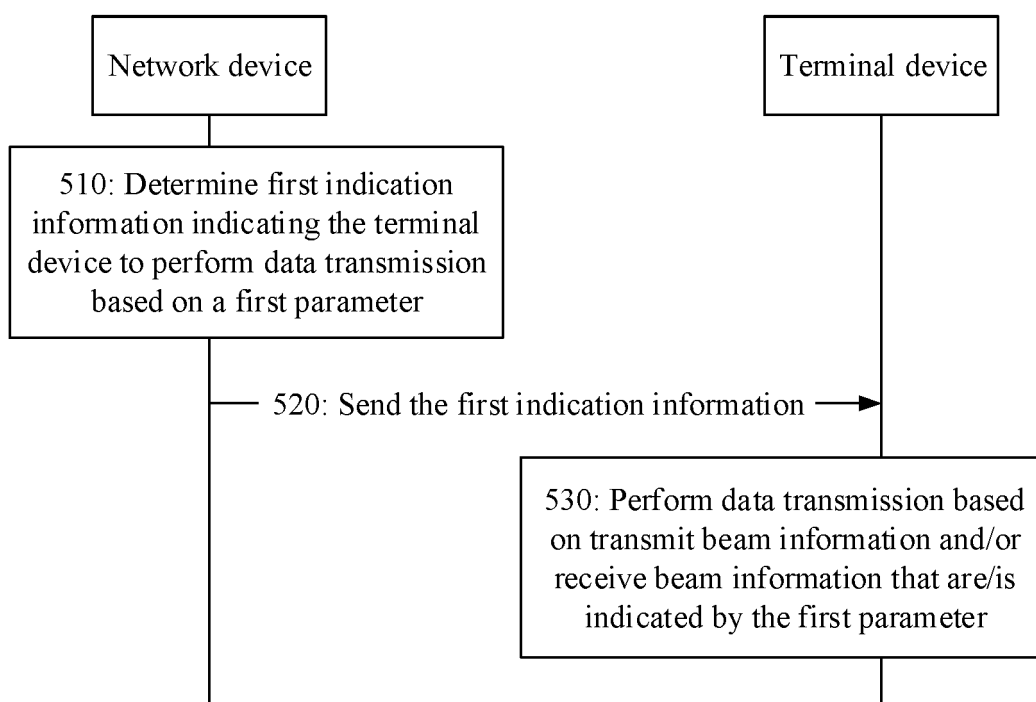 Network device
Terminal device
510: Determine first indication
information indicating the terminal
device to perform data transmission
based on a first parameter
520: Send the first indication information
530: Perform data transmission based
on transmit beam information and/or
receive beam information that are/is
indicated by the first parameter